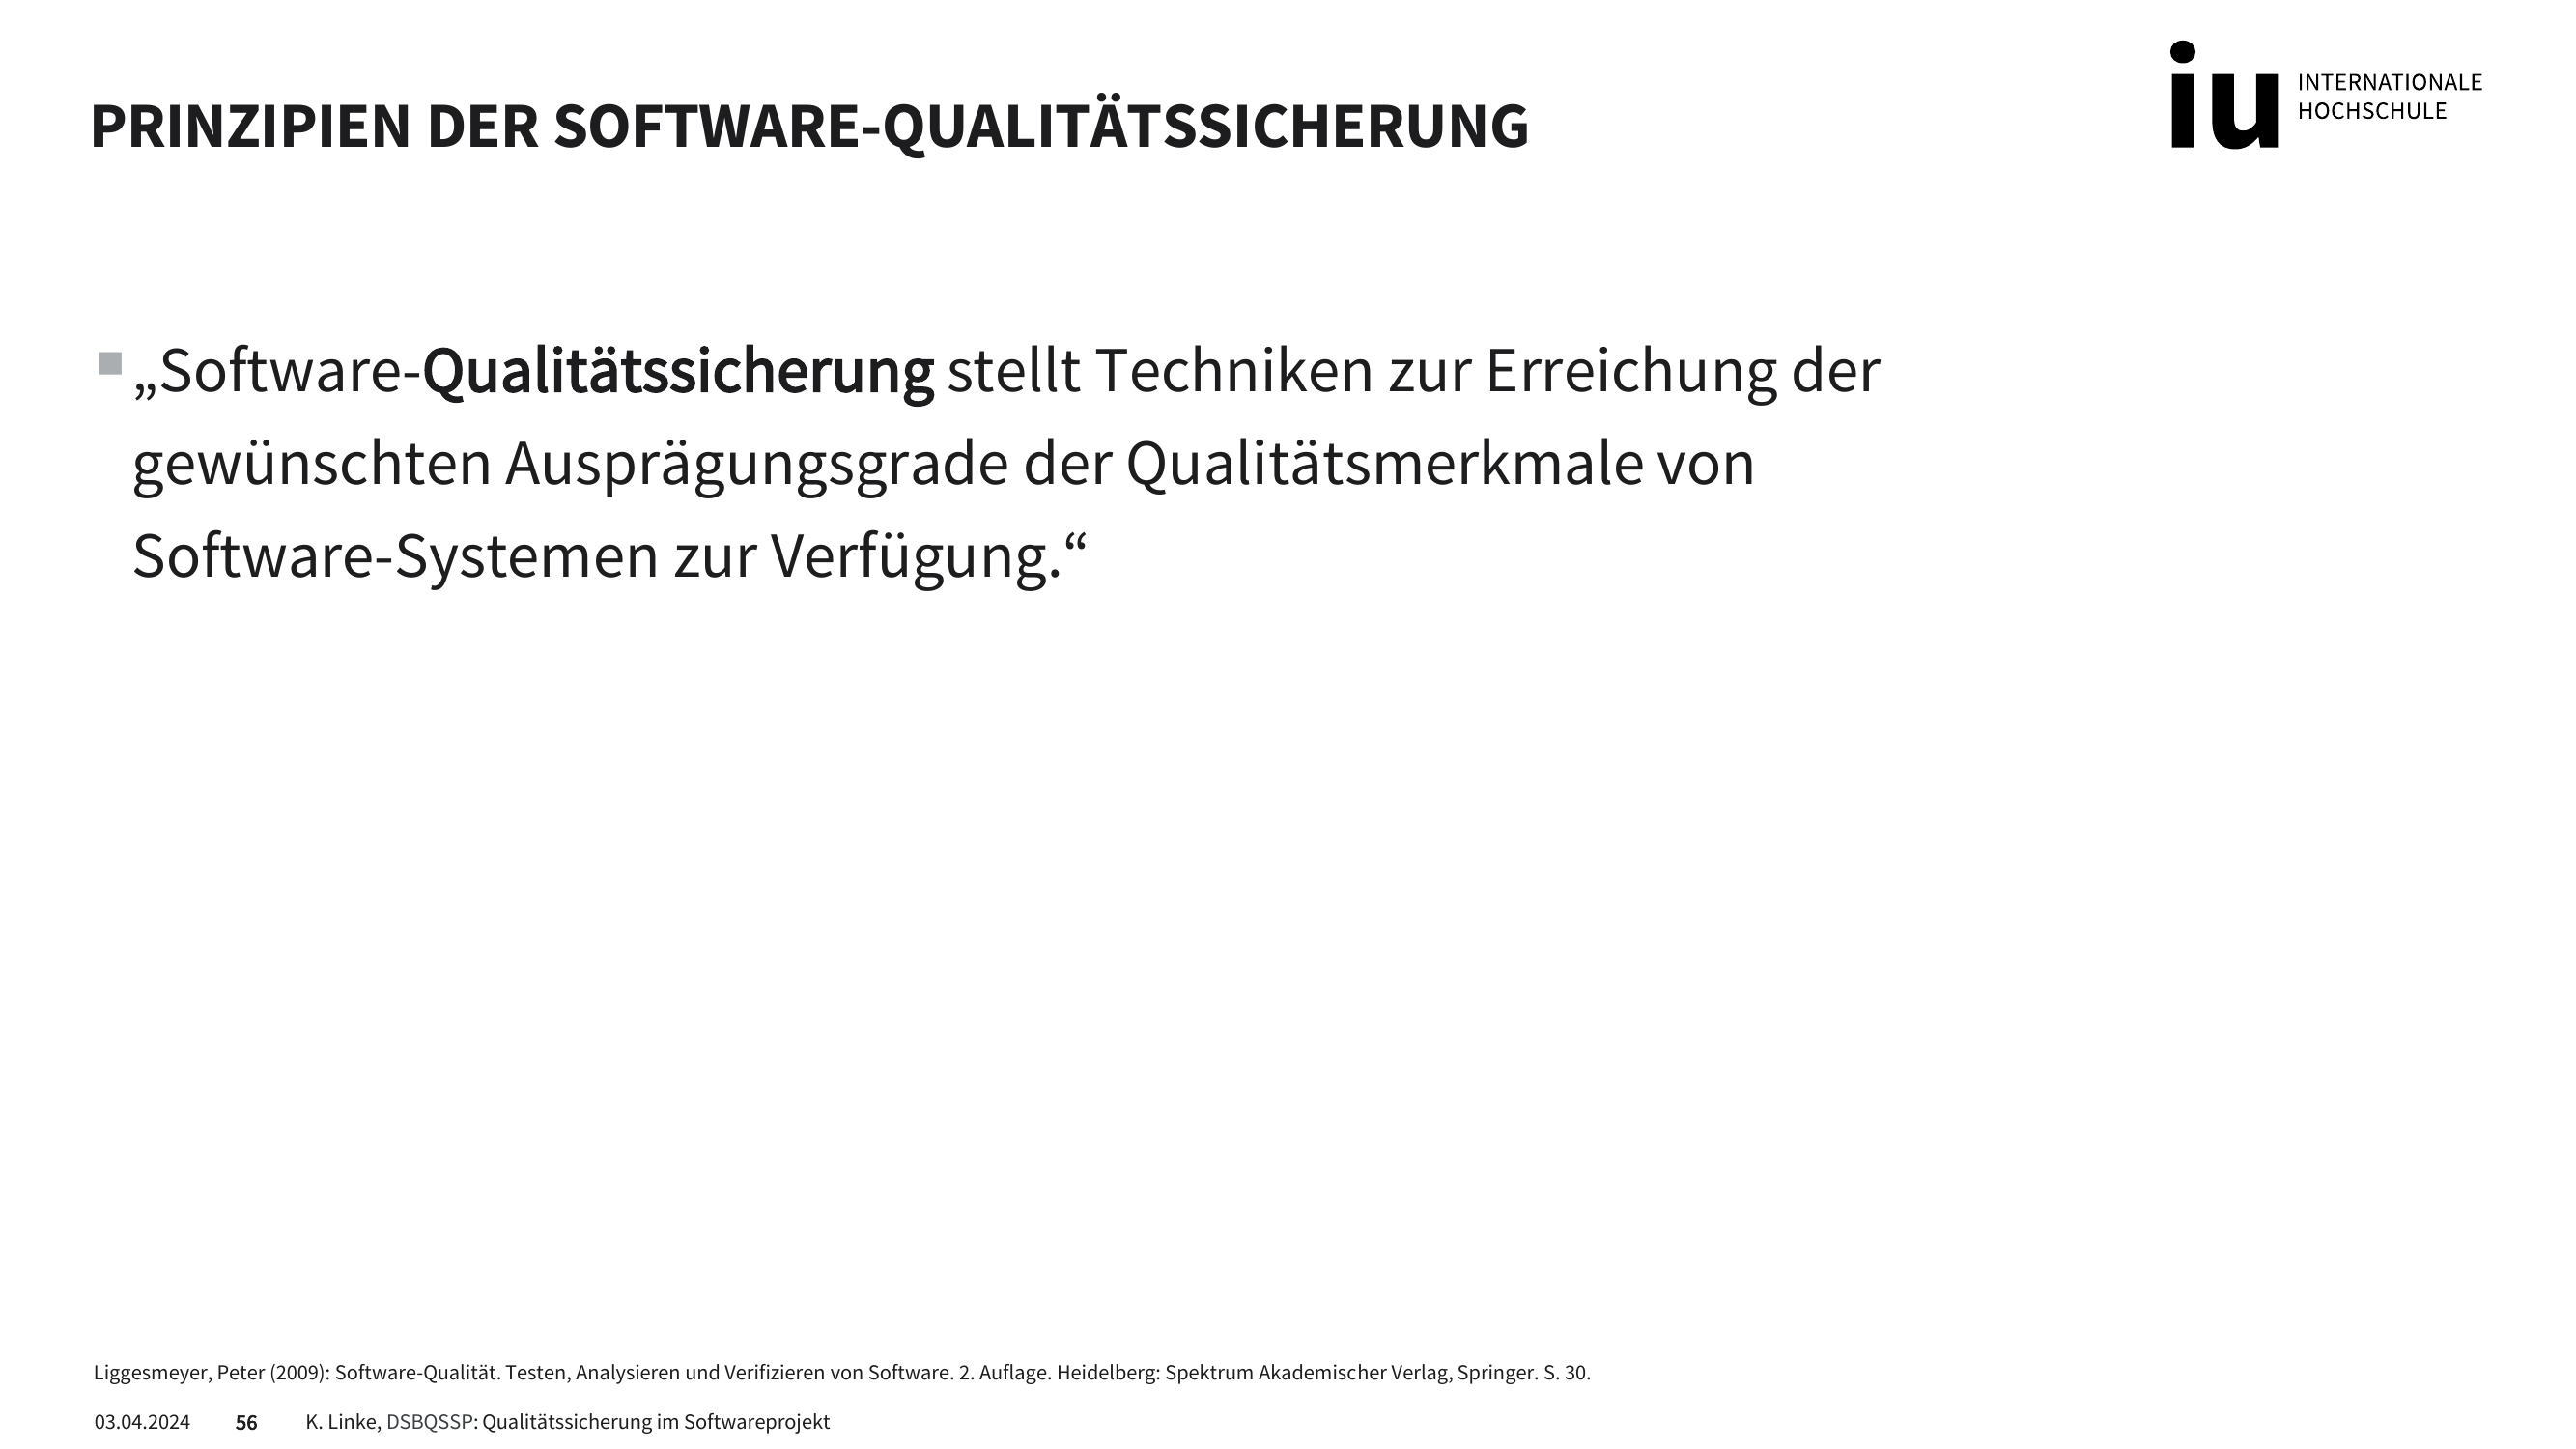 PRINZIPIEN DER SOFTWARE-QUALITÄTSSICHERUNG
iu INTERNATIONALE
HOCHSCHULE
„Software-Qualitätssicherung stellt Techniken zur Erreichung der
gewünschten Ausprägungsgrade der Qualitätsmerkmale von
Software-Systemen zur Verfügung.“
Liggesmeyer, Peter (2009): Software-Qualität. Testen, Analysieren und Verifizieren von Software. 2. Auflage. Heidelberg: Spektrum Akademischer Verlag, Springer. S. 30.
03.04.2024 56 K. Linke, DSBQSSP: Qualitätssicherung im Softwareprojekt